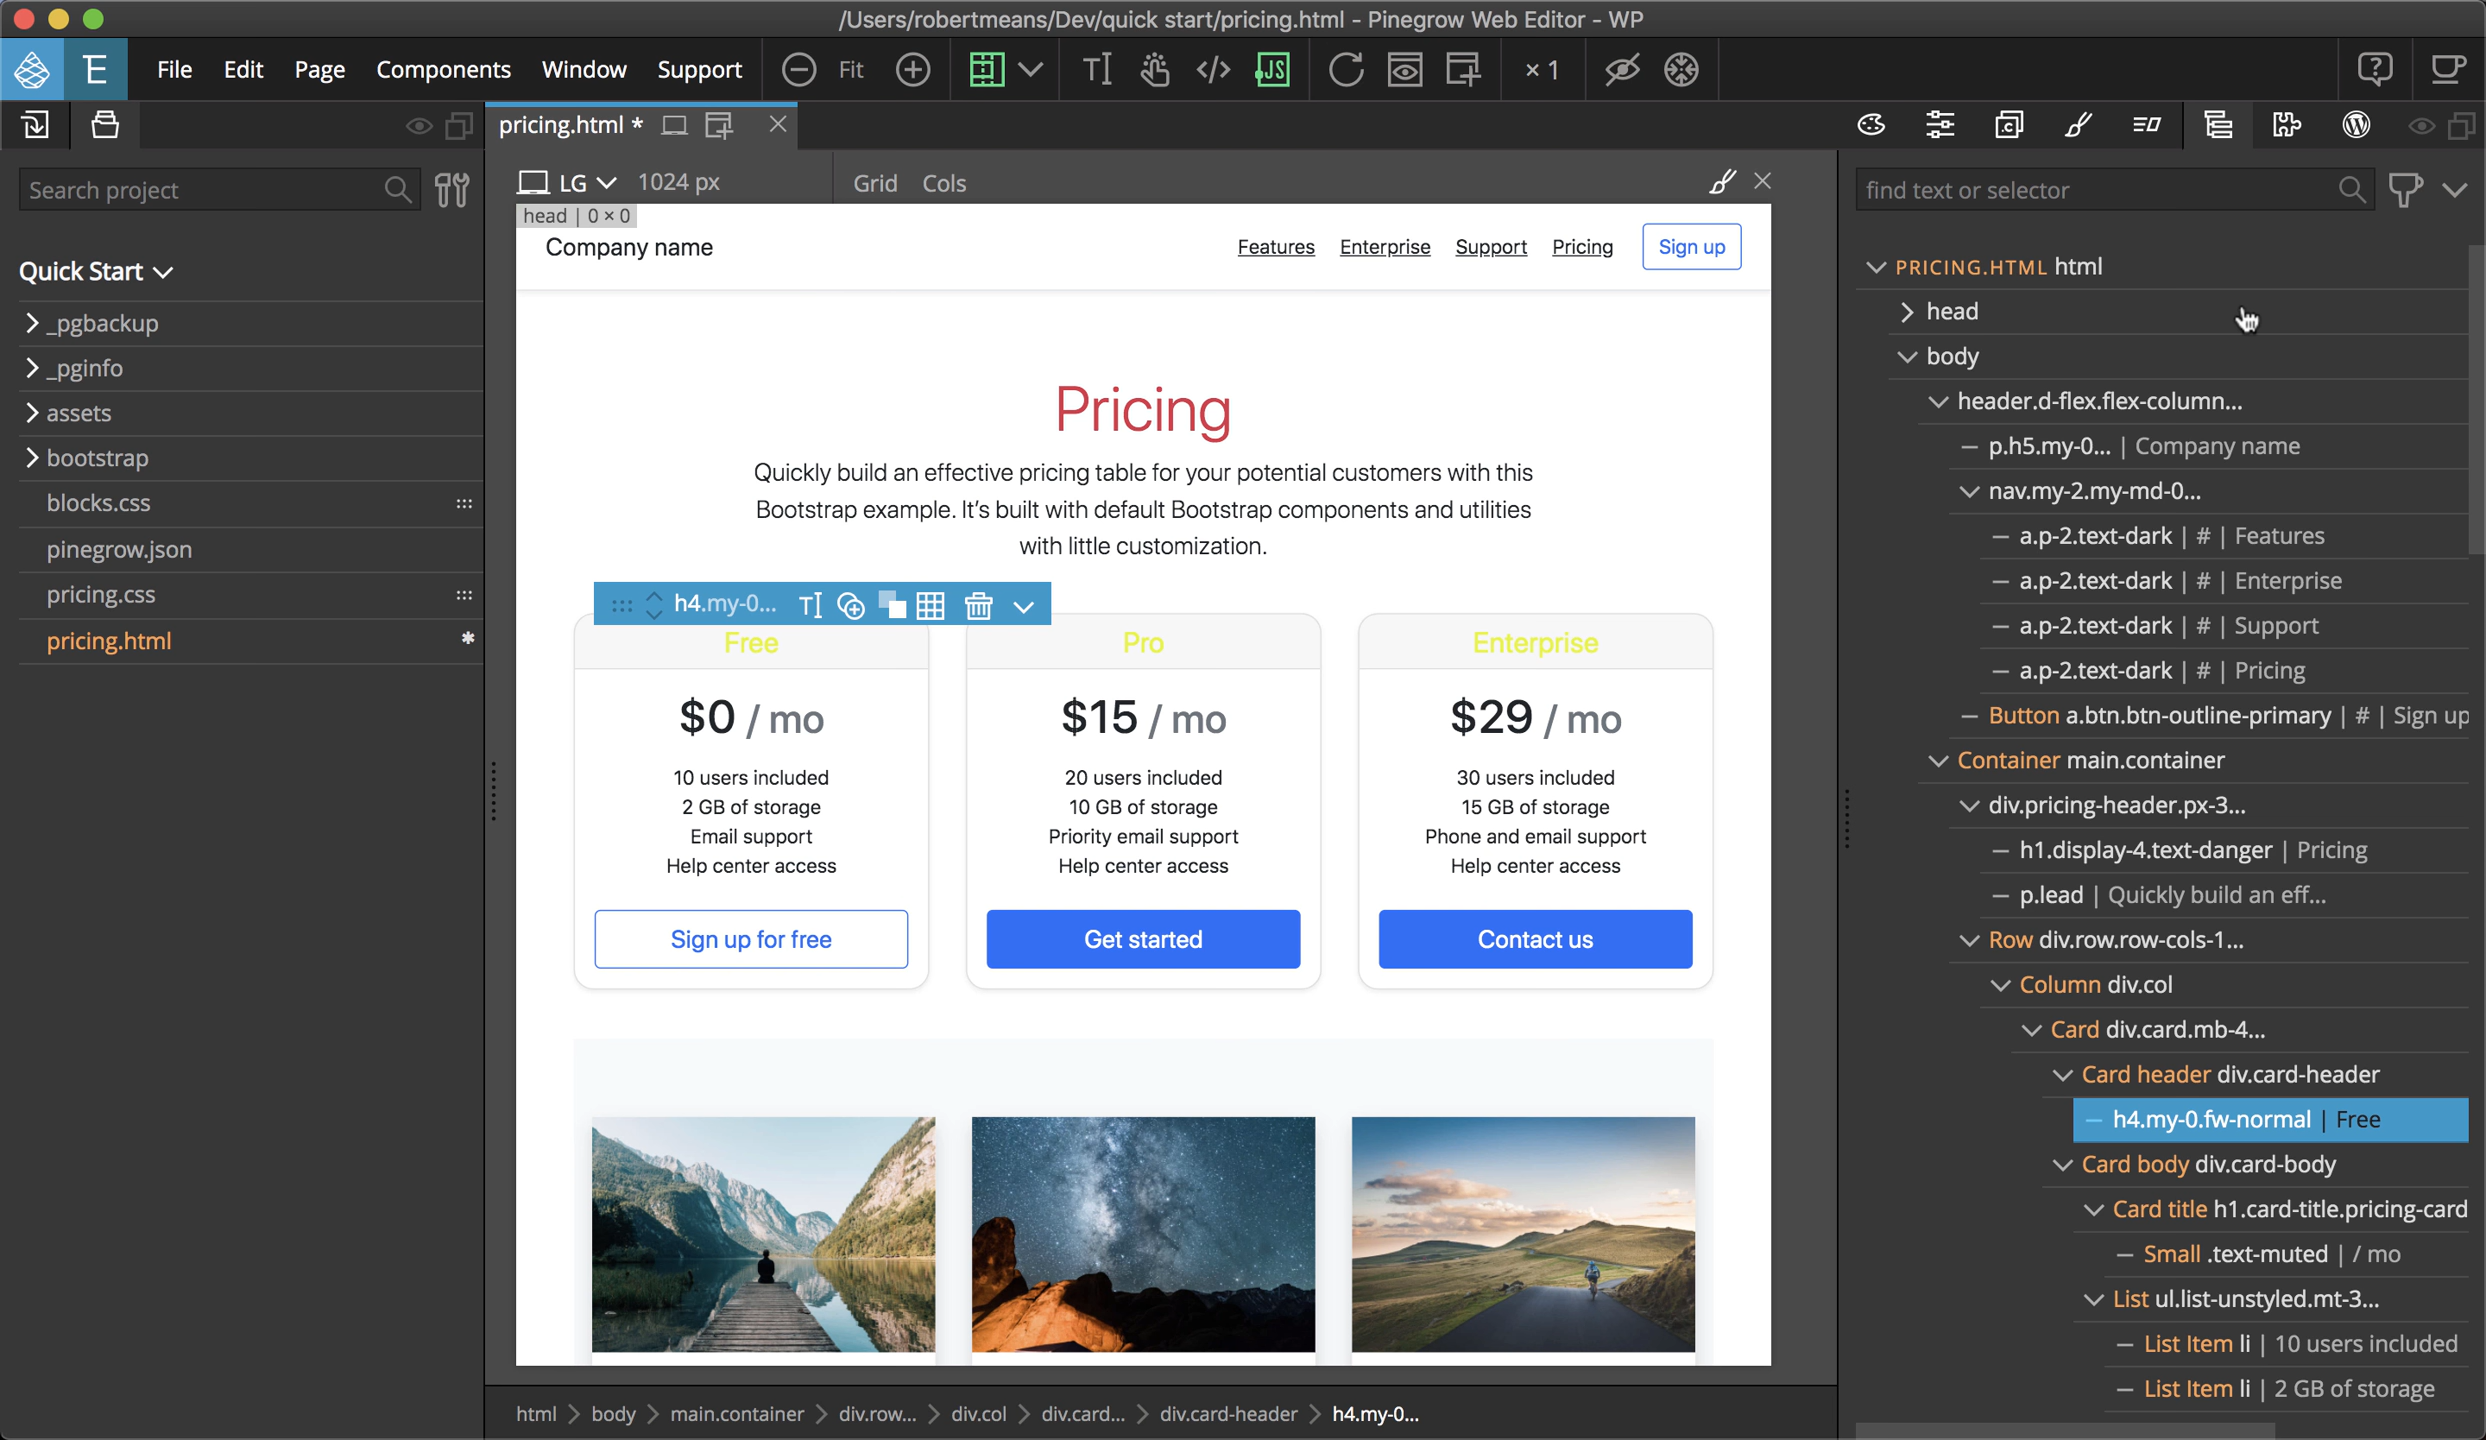 /Users/robertmeans/Dev/quick start/pricing.html - Pinegrow Web Editor - WP
File Edit Page Components Window Support Fit JS × 1
pricing.html *
Search project
LG 1024 px Grid Cols
find text or selector
Quick Start
_pgbackup
_pginfo
assets
bootstrap
blocks.css
pinegrow.json
pricing.css
pricing.html *
head | 0 × 0
Company name Features Enterprise Support Pricing Sign up
Pricing
Quickly build an effective pricing table for your potential customers with this
Bootstrap example. It’s built with default Bootstrap components and utilities
with little customization.
h4.my-0...
Free
$0 / mo
10 users included
2 GB of storage
Email support
Help center access
Sign up for free
Pro
$15 / mo
20 users included
10 GB of storage
Priority email support
Help center access
Get started
Enterprise
$29 / mo
30 users included
15 GB of storage
Phone and email support
Help center access
Contact us
html body main.container div.row... div.col div.card... div.card-header h4.my-0...
PRICING.HTML html
head
body
header.d-flex.flex-column...
p.h5.my-0... | Company name
nav.my-2.my-md-0...
a.p-2.text-dark | # | Features
a.p-2.text-dark | # | Enterprise
a.p-2.text-dark | # | Support
a.p-2.text-dark | # | Pricing
Button a.btn.btn-outline-primary | # | Sign up
Container main.container
div.pricing-header.px-3...
h1.display-4.text-danger | Pricing
p.lead | Quickly build an eff...
Row div.row.row-cols-1...
Column div.col
Card div.card.mb-4...
Card header div.card-header
h4.my-0.fw-normal | Free
Card body div.card-body
Card title h1.card-title.pricing-card
Small .text-muted | / mo
List ul.list-unstyled.mt-3...
List Item li | 10 users included
List Item li | 2 GB of storage